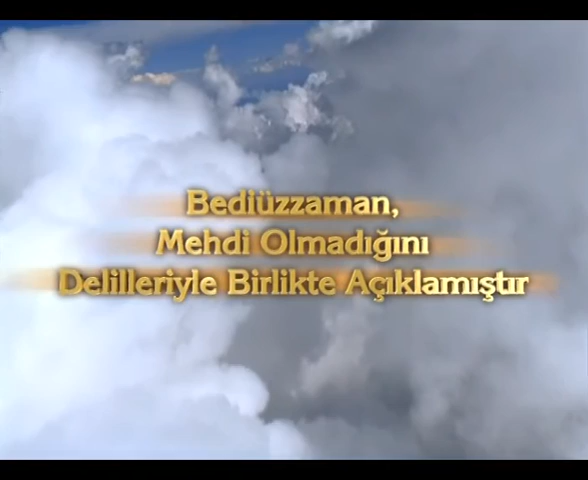 Bediüzzaman,
Mehdi Olmadığını
Delilleriyle Birlikte Açıklamıştır